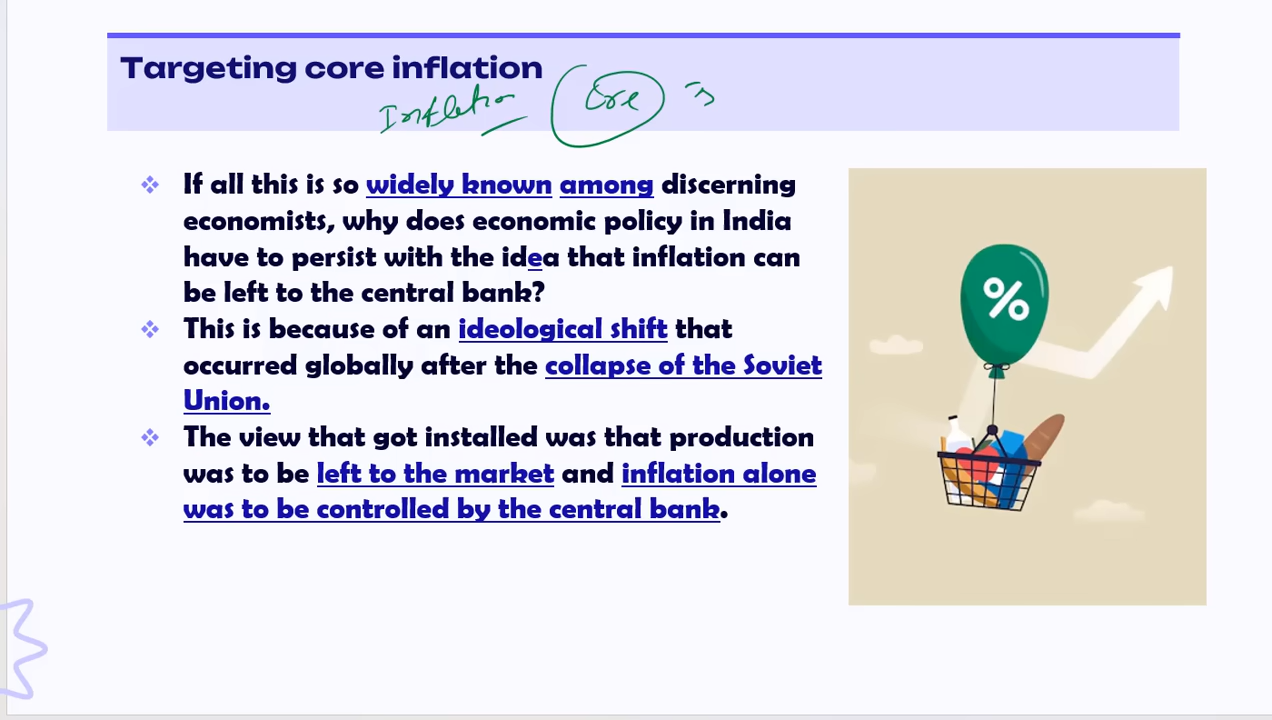 Targeting core inflation
Inflation Core
If all this is so widely known among discerning
economists, why does economic policy in India
have to persist with the idea that inflation can
be left to the central bank?
This is because of an ideological shift that
occurred globally after the collapse of the Soviet
Union.
The view that got installed was that production
was to be left to the market and inflation alone
was to be controlled by the central bank.
%